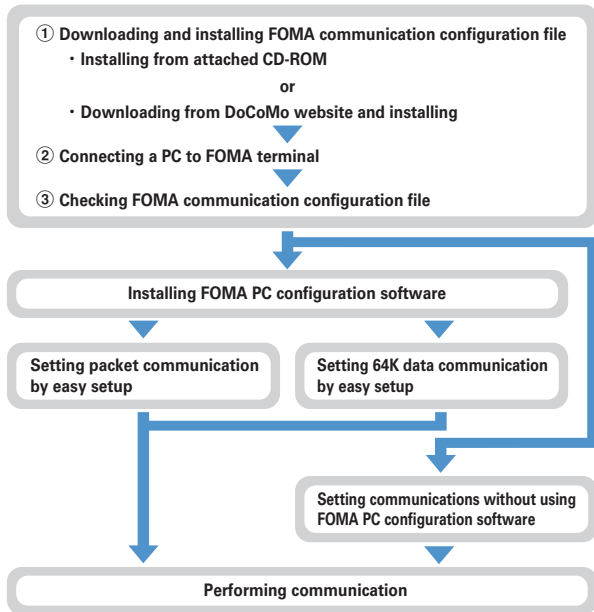 ① Downloading and installing FOMA communication configuration file
・Installing from attached CD-ROM
or
・Downloading from DoCoMo website and installing
② Connecting a PC to FOMA terminal
③ Checking FOMA communication configuration file
Installing FOMA PC configuration software
Setting packet communication
by easy setup
Setting 64K data communication
by easy setup
Setting communications without using
FOMA PC configuration software
Performing communication